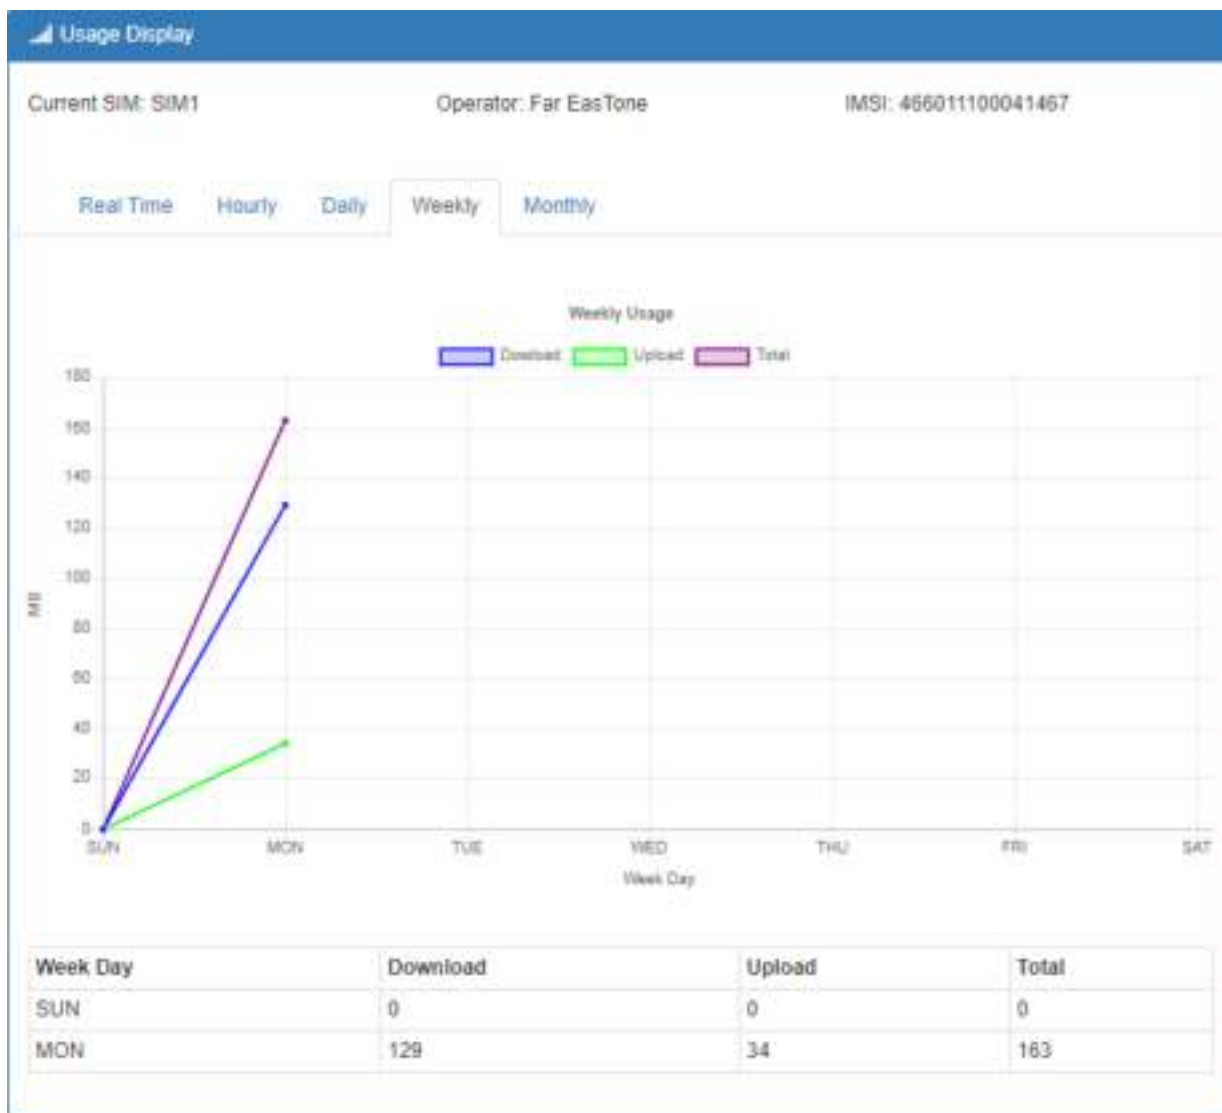 Usage Display
Current SIM: SIM1 Operator: Far EasTone IMSI: 466011100041467
Real Time Hourly Daily Weekly Monthly
Weekly Usage
Dowload Upload Total
180
160
140
120
100
80
60
40
20
0
MB
SUN MON TUE WED THU FRI SAT
Week Day
Week Day Download Upload Total
SUN 0 0 0
MON 129 34 163